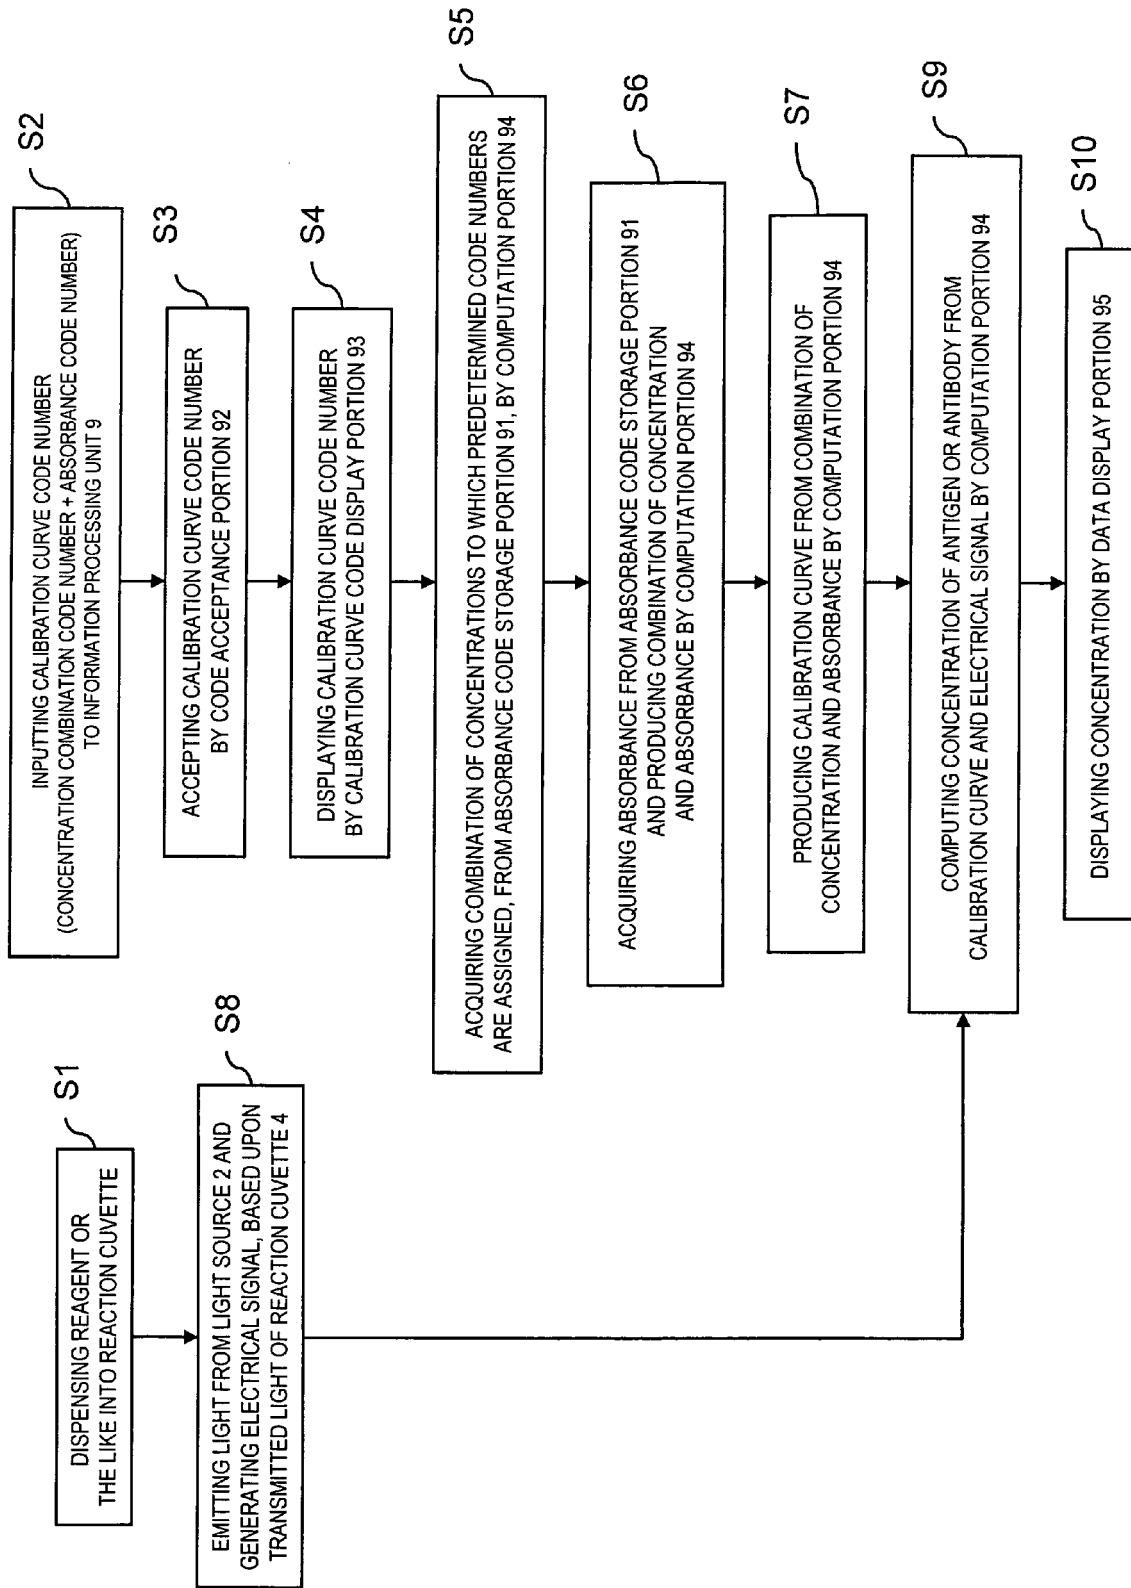 S1
DISPENSING REAGENT OR
THE LIKE INTO REACTION CUVETTE
S8
EMITTING LIGHT FROM LIGHT SOURCE 2 AND
GENERATING ELECTRICAL SIGNAL, BASED UPON
TRANSMITTED LIGHT OF REACTION CUVETTE 4
S2
INPUTTING CALIBRATION CURVE CODE NUMBER
(CONCENTRATION COMBINATION CODE NUMBER + ABSORBANCE CODE NUMBER)
TO INFORMATION PROCESSING UNIT 9
S3
ACCEPTING CALIBRATION CURVE CODE NUMBER
BY CODE ACCEPTANCE PORTION 92
S4
DISPLAYING CALIBRATION CURVE CODE NUMBER
BY CALIBRATION CURVE CODE DISPLAY PORTION 93
S5
ACQUIRING COMBINATION OF CONCENTRATIONS TO WHICH PREDETERMINED CODE NUMBERS
ARE ASSIGNED, FROM ABSORBANCE CODE STORAGE PORTION 91, BY COMPUTATION PORTION 94
S6
ACQUIRING ABSORBANCE FROM ABSORBANCE CODE STORAGE PORTION 91
AND PRODUCING COMBINATION OF CONCENTRATION
AND ABSORBANCE BY COMPUTATION PORTION 94
S7
PRODUCING CALIBRATION CURVE FROM COMBINATION OF
CONCENTRATION AND ABSORBANCE BY COMPUTATION PORTION 94
S9
COMPUTING CONCENTRATION OF ANTIGEN OR ANTIBODY FROM
CALIBRATION CURVE AND ELECTRICAL SIGNAL BY COMPUTATION PORTION 94
S10
DISPLAYING CONCENTRATION BY DATA DISPLAY PORTION 95